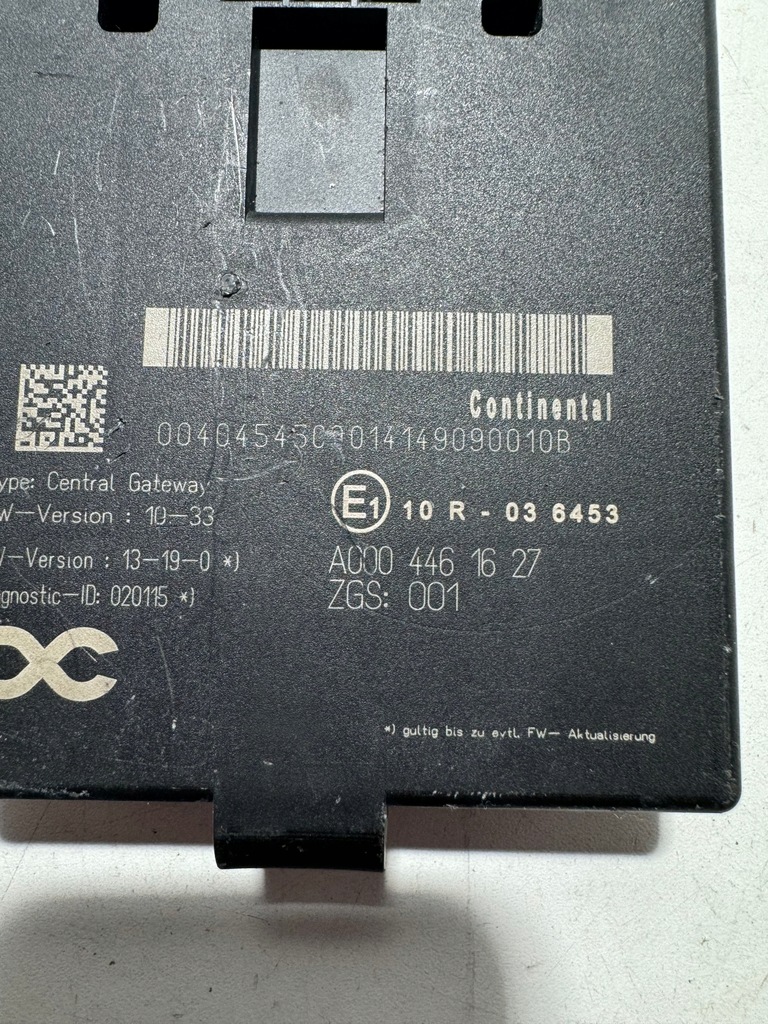 Continental
ype: Central Gateway
W-Version : 10-33
E1 10 R - 03 6453
/-Version : 13-19-0 *)
A000 446 16 27
gnostic-ID: 020115 *)
ZGS: 001
*) gultig bis zu evtl. FW- Aktualisierung